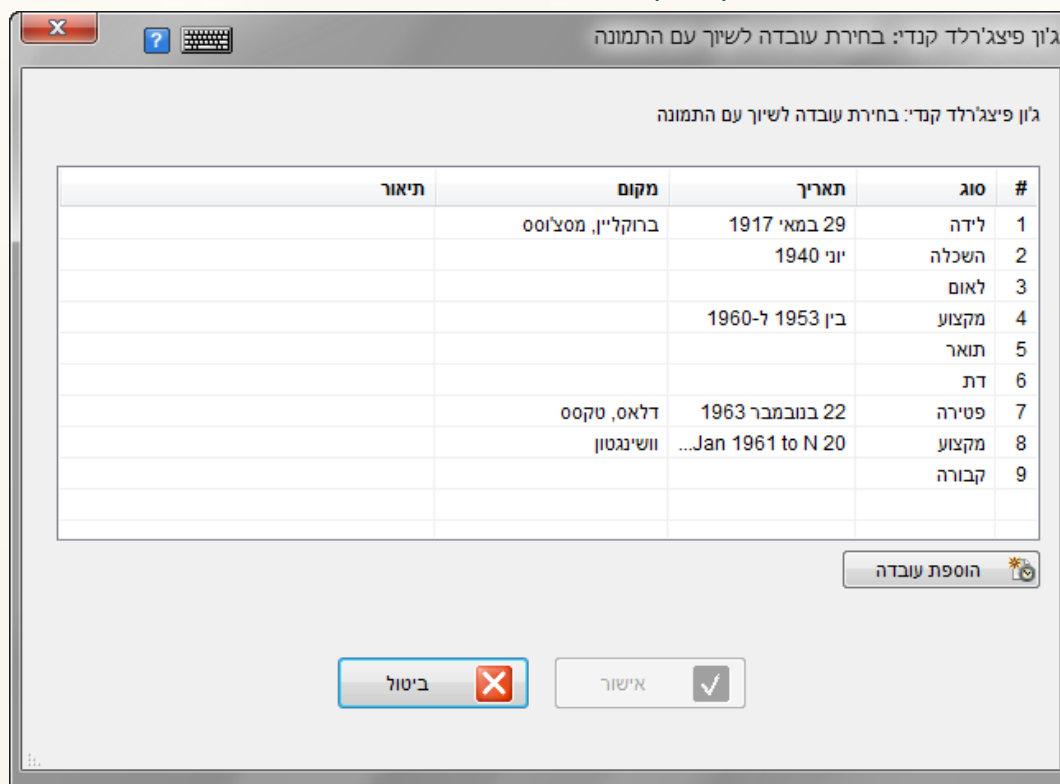 ג'ון פיצג'רלד קנדי: בחירת עובדה לשיוך עם התמונה
ג'ון פיצג'רלד קנדי: בחירת עובדה לשיוך עם התמונה
# סוג תאריך מקום תיאור
1 לידה 29 במאי 1917 ברוקליין, מסצ'וסס
2 השכלה יוני 1940
3 לאום
4 מקצוע בין 1953 ל-1960
5 תואר
6 דת
7 פטירה 22 בנובמבר 1963 דלאס, טקסס
8 מקצוע 20 Jan 1961 to N... וושינגטון
9 קבורה
הוספת עובדה
אישור ביטול